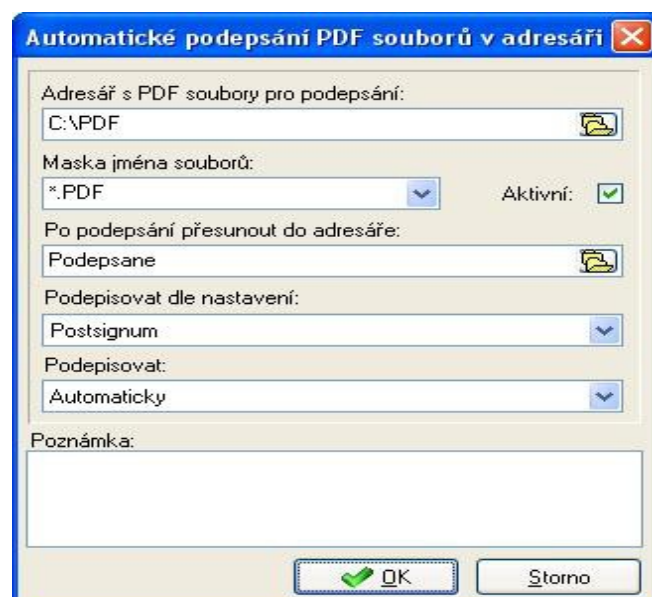 Automatické podepsání PDF souborů v adresáři
Adresář s PDF soubory pro podepsání:
C:\PDF
Maska jména souborů:
*.PDF Aktivní:
Po podepsání přesunout do adresáře:
Podepsane
Podepisovat dle nastavení:
Postsignum
Podepisovat:
Automaticky
Poznámka:
OK Storno